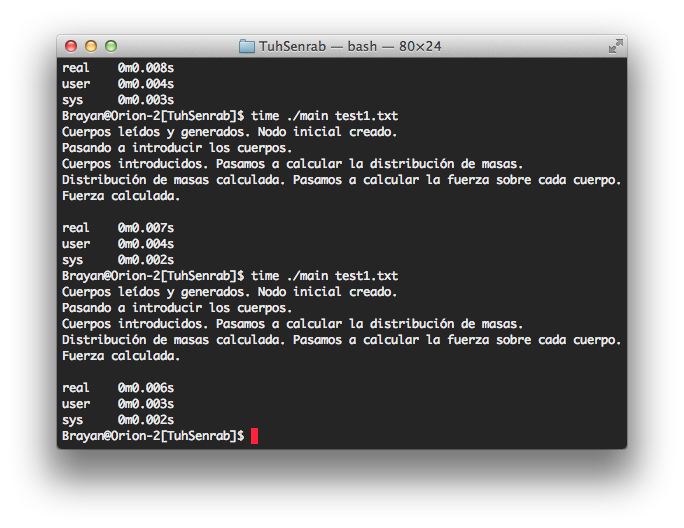 TuhSenrab — bash — 80×24
real    0m0.008s
user    0m0.004s
sys     0m0.003s
Brayan@Orion-2[TuhSenrab]$ time ./main test1.txt
Cuerpos leídos y generados. Nodo inicial creado.
Pasando a introducir los cuerpos.
Cuerpos introducidos. Pasamos a calcular la distribución de masas.
Distribución de masas calculada. Pasamos a calcular la fuerza sobre cada cuerpo.
Fuerza calculada.
real    0m0.007s
user    0m0.004s
sys     0m0.002s
Brayan@Orion-2[TuhSenrab]$ time ./main test1.txt
Cuerpos leídos y generados. Nodo inicial creado.
Pasando a introducir los cuerpos.
Cuerpos introducidos. Pasamos a calcular la distribución de masas.
Distribución de masas calculada. Pasamos a calcular la fuerza sobre cada cuerpo.
Fuerza calculada.
real    0m0.006s
user    0m0.003s
sys     0m0.002s
Brayan@Orion-2[TuhSenrab]$